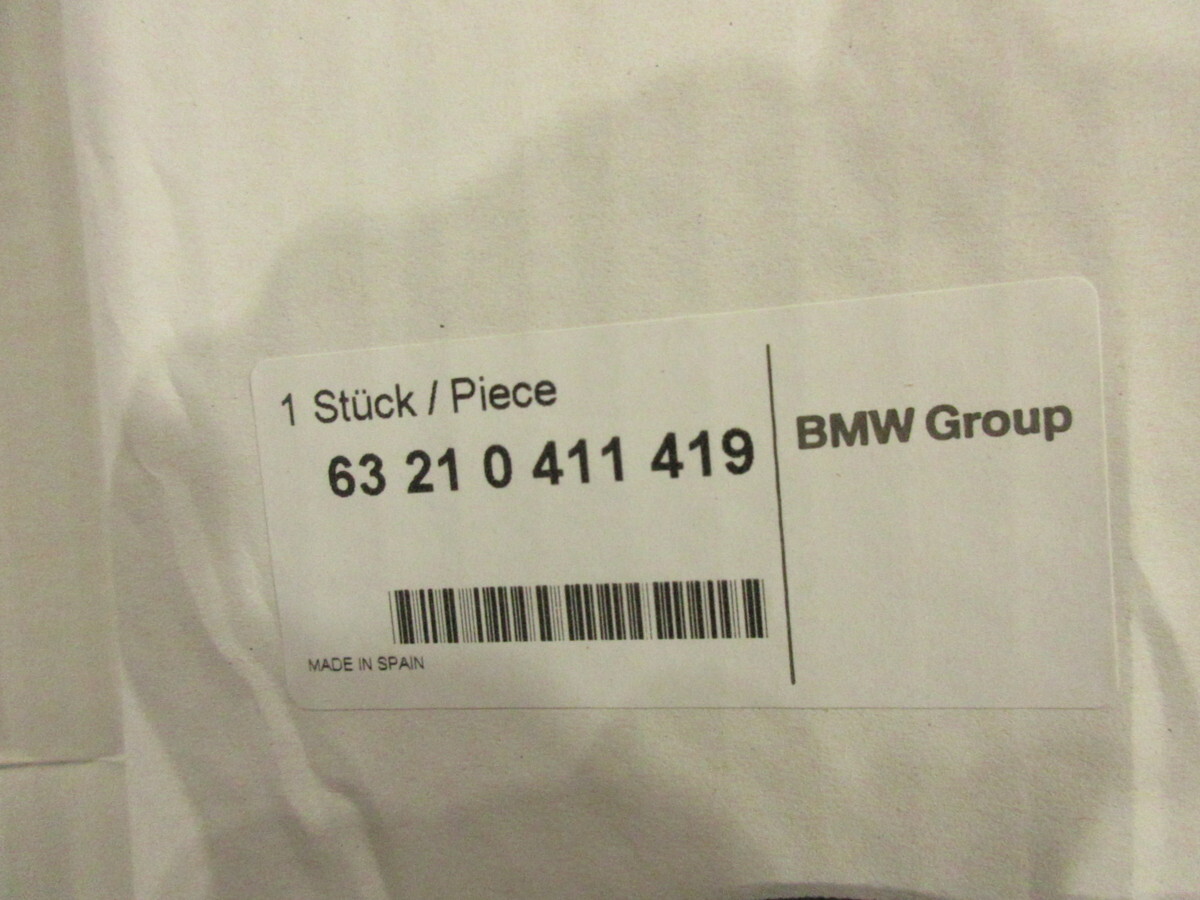 1 Stück / Piece
63 21 0 411 419
BMW Group
MADE IN SPAIN